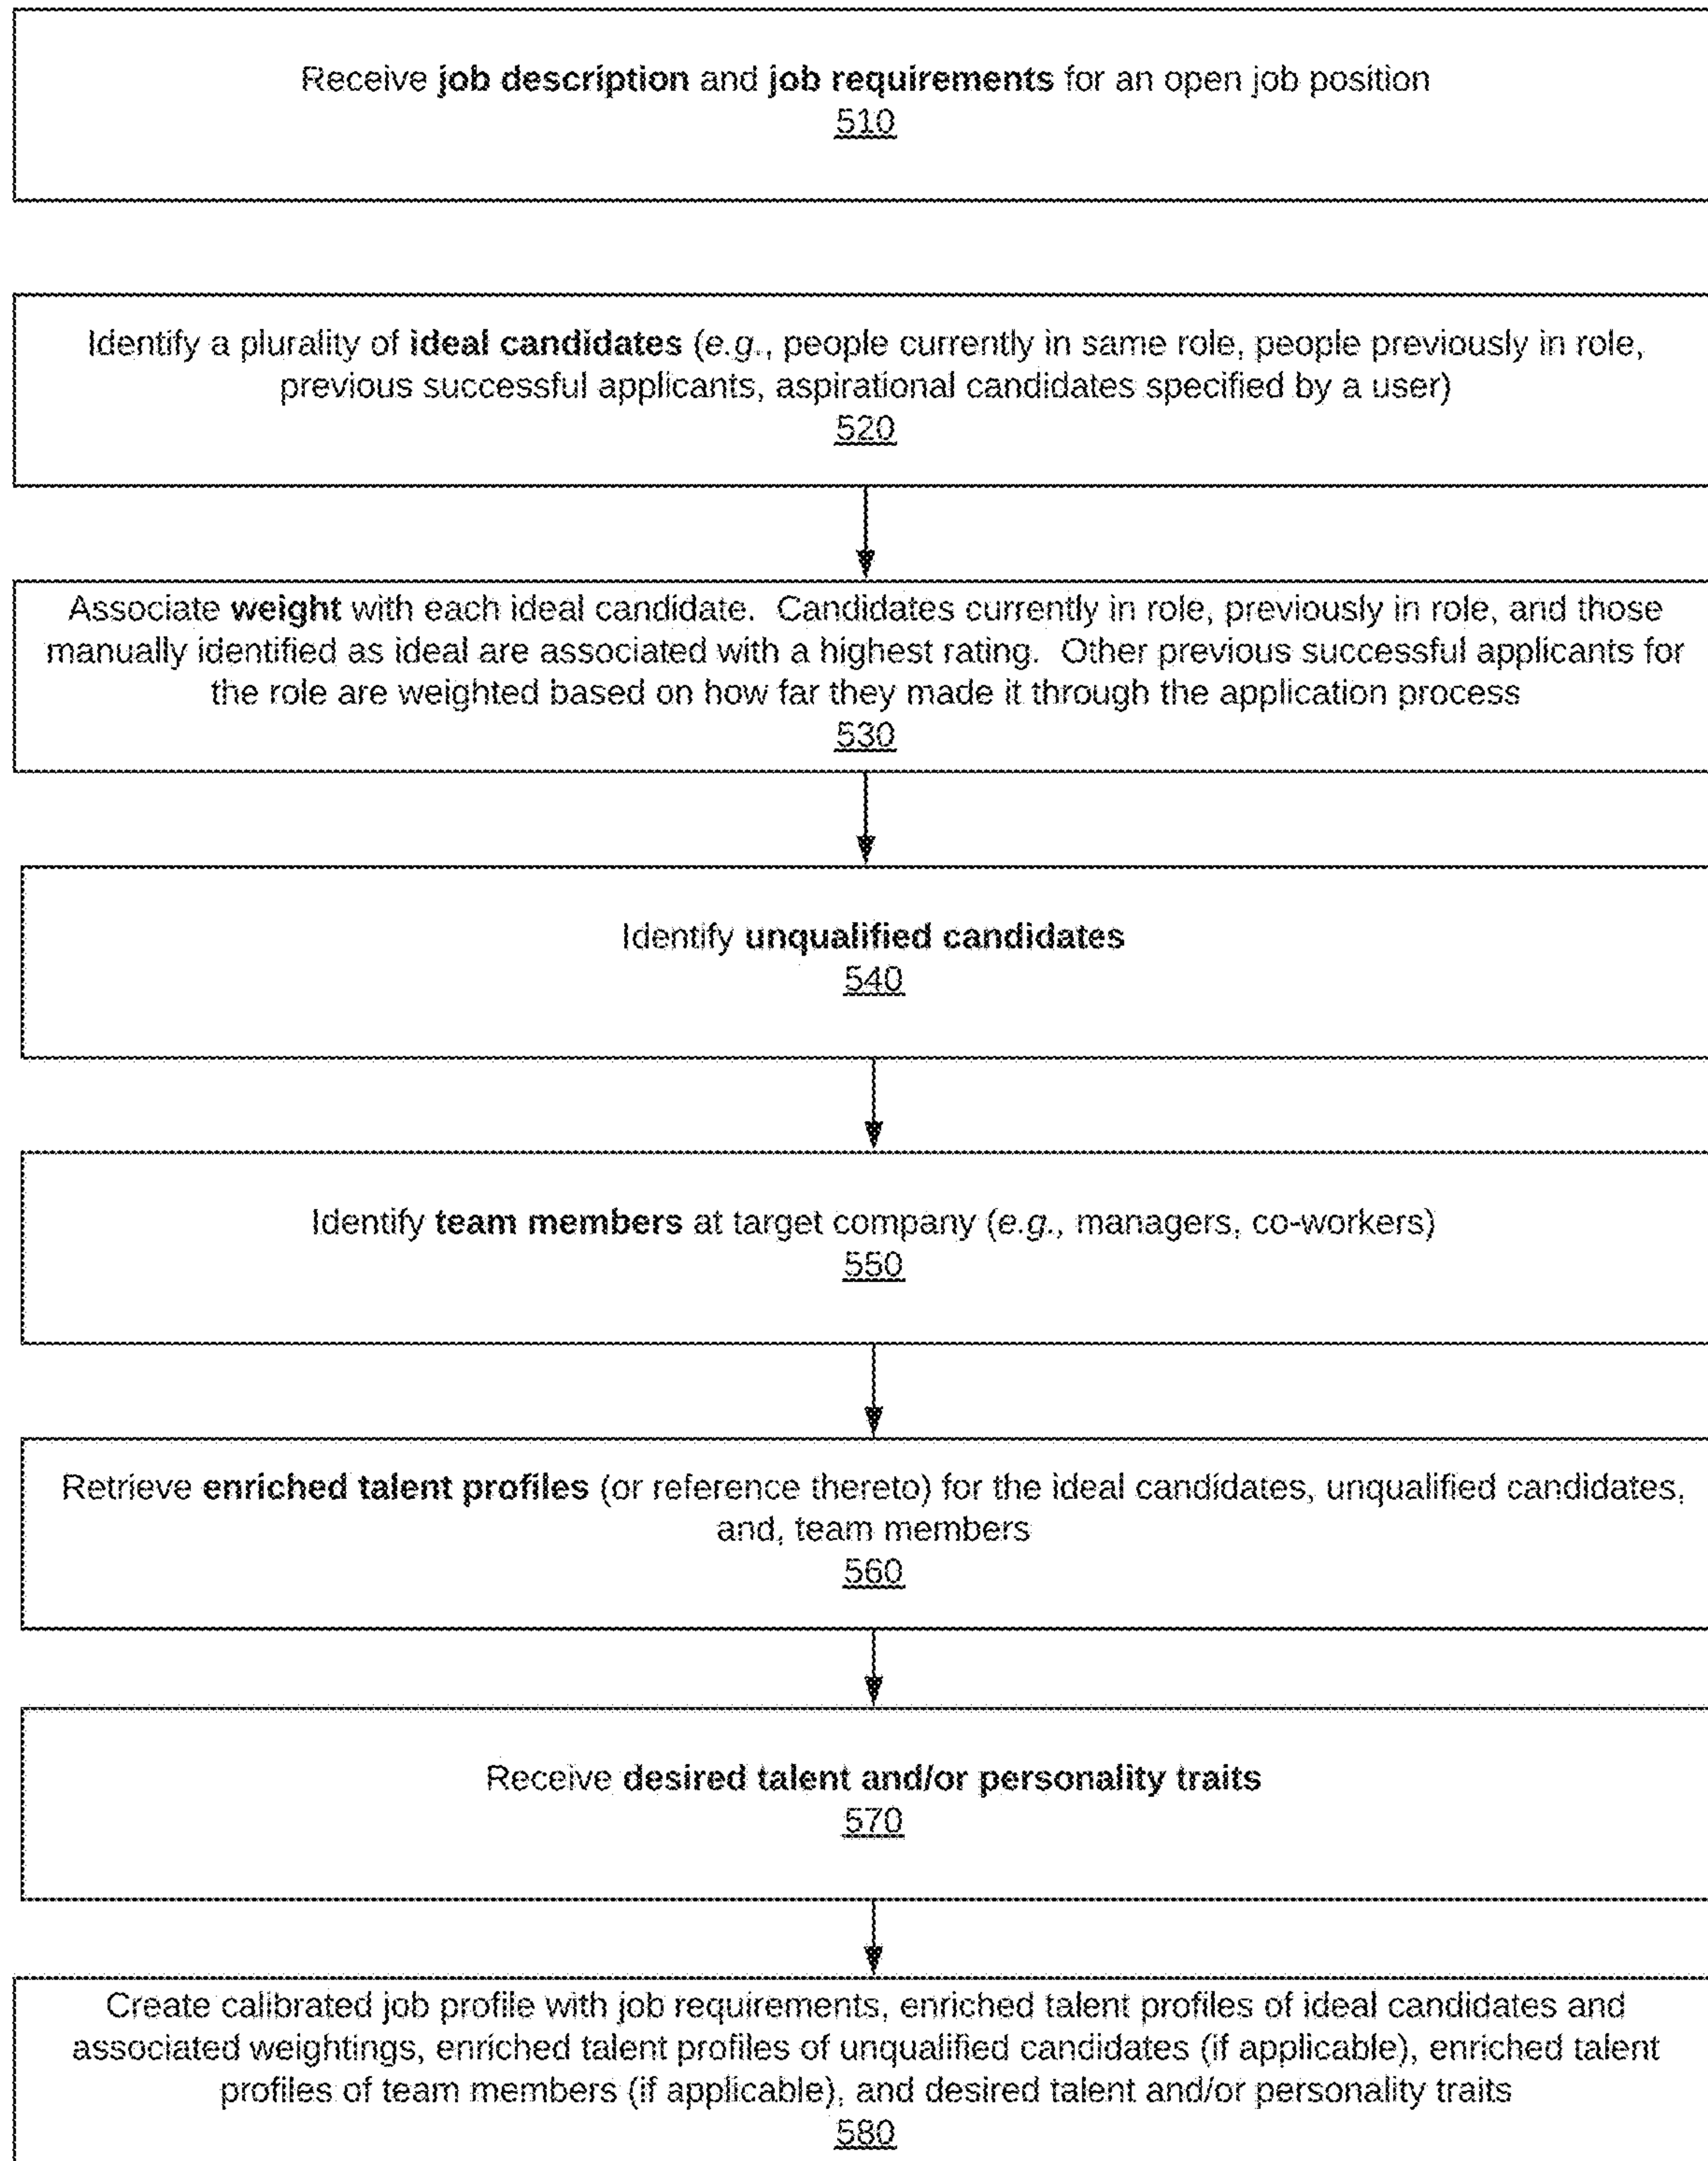 Receive job description and job requirements for an open job position
510
Identify a plurality of ideal candidates (e.g., people currently in same role, people previously in role,
previous successful applicants, aspirational candidates specified by a user)
520
Associate weight with each ideal candidate.  Candidates currently in role, previously in role, and those
manually identified as ideal are associated with a highest rating.  Other previous successful applicants for
the role are weighted based on how far they made it through the application process
530
Identify unqualified candidates
540
Identify team members at target company (e.g., managers, co-workers)
550
Retrieve enriched talent profiles (or reference thereto) for the ideal candidates, unqualified candidates,
and, team members
560
Receive desired talent and/or personality traits
570
Create calibrated job profile with job requirements, enriched talent profiles of ideal candidates and
associated weightings, enriched talent profiles of unqualified candidates (if applicable), enriched talent
profiles of team members (if applicable), and desired talent and/or personality traits
580